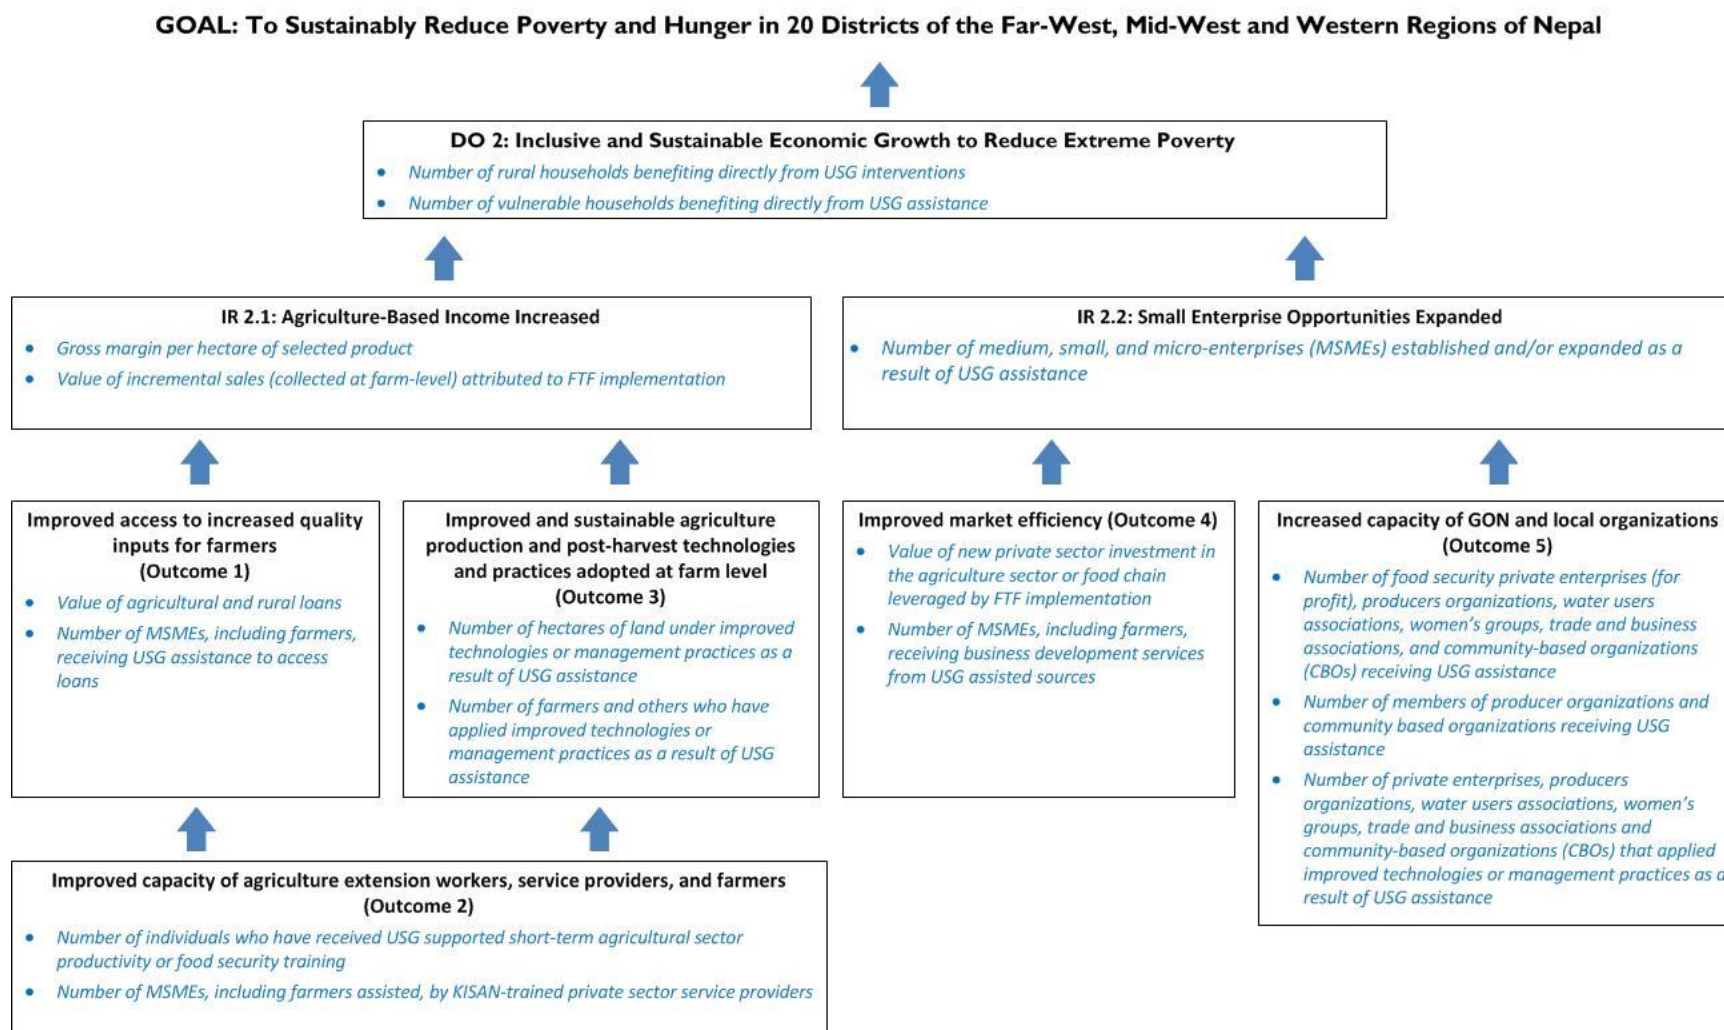 GOAL: To Sustainably Reduce Poverty and Hunger in 20 Districts of the Far-West, Mid-West and Western Regions of Nepal
DO 2: Inclusive and Sustainable Economic Growth to Reduce Extreme Poverty
• Number of rural households benefiting directly from USG interventions
• Number of vulnerable households benefiting directly from USG assistance
IR 2.1: Agriculture-Based Income Increased
• Gross margin per hectare of selected product
• Value of incremental sales (collected at farm-level) attributed to FTF implementation
IR 2.2: Small Enterprise Opportunities Expanded
• Number of medium, small, and micro-enterprises (MSMEs) established and/or expanded as a
result of USG assistance
Improved access to increased quality
inputs for farmers
(Outcome 1)
• Value of agricultural and rural loans
• Number of MSMEs, including farmers,
receiving USG assistance to access
loans
Improved and sustainable agriculture
production and post-harvest technologies
and practices adopted at farm level
(Outcome 3)
• Number of hectares of land under improved
technologies or management practices as a
result of USG assistance
• Number of farmers and others who have
applied improved technologies or
management practices as a result of USG
assistance
Improved market efficiency (Outcome 4)
• Value of new private sector investment in
the agriculture sector or food chain
leveraged by FTF implementation
• Number of MSMEs, including farmers,
receiving business development services
from USG assisted sources
Increased capacity of GON and local organizations
(Outcome 5)
• Number of food security private enterprises (for
profit), producers organizations, water users
associations, women's groups, trade and business
associations, and community-based organizations
(CBOs) receiving USG assistance
• Number of members of producer organizations and
community based organizations receiving USG
assistance
• Number of private enterprises, producers
organizations, water users associations, women's
groups, trade and business associations and
community-based organizations (CBOs) that applied
improved technologies or management practices as a
result of USG assistance
Improved capacity of agriculture extension workers, service providers, and farmers
(Outcome 2)
• Number of individuals who have received USG supported short-term agricultural sector
productivity or food security training
• Number of MSMEs, including farmers assisted, by KISAN-trained private sector service providers